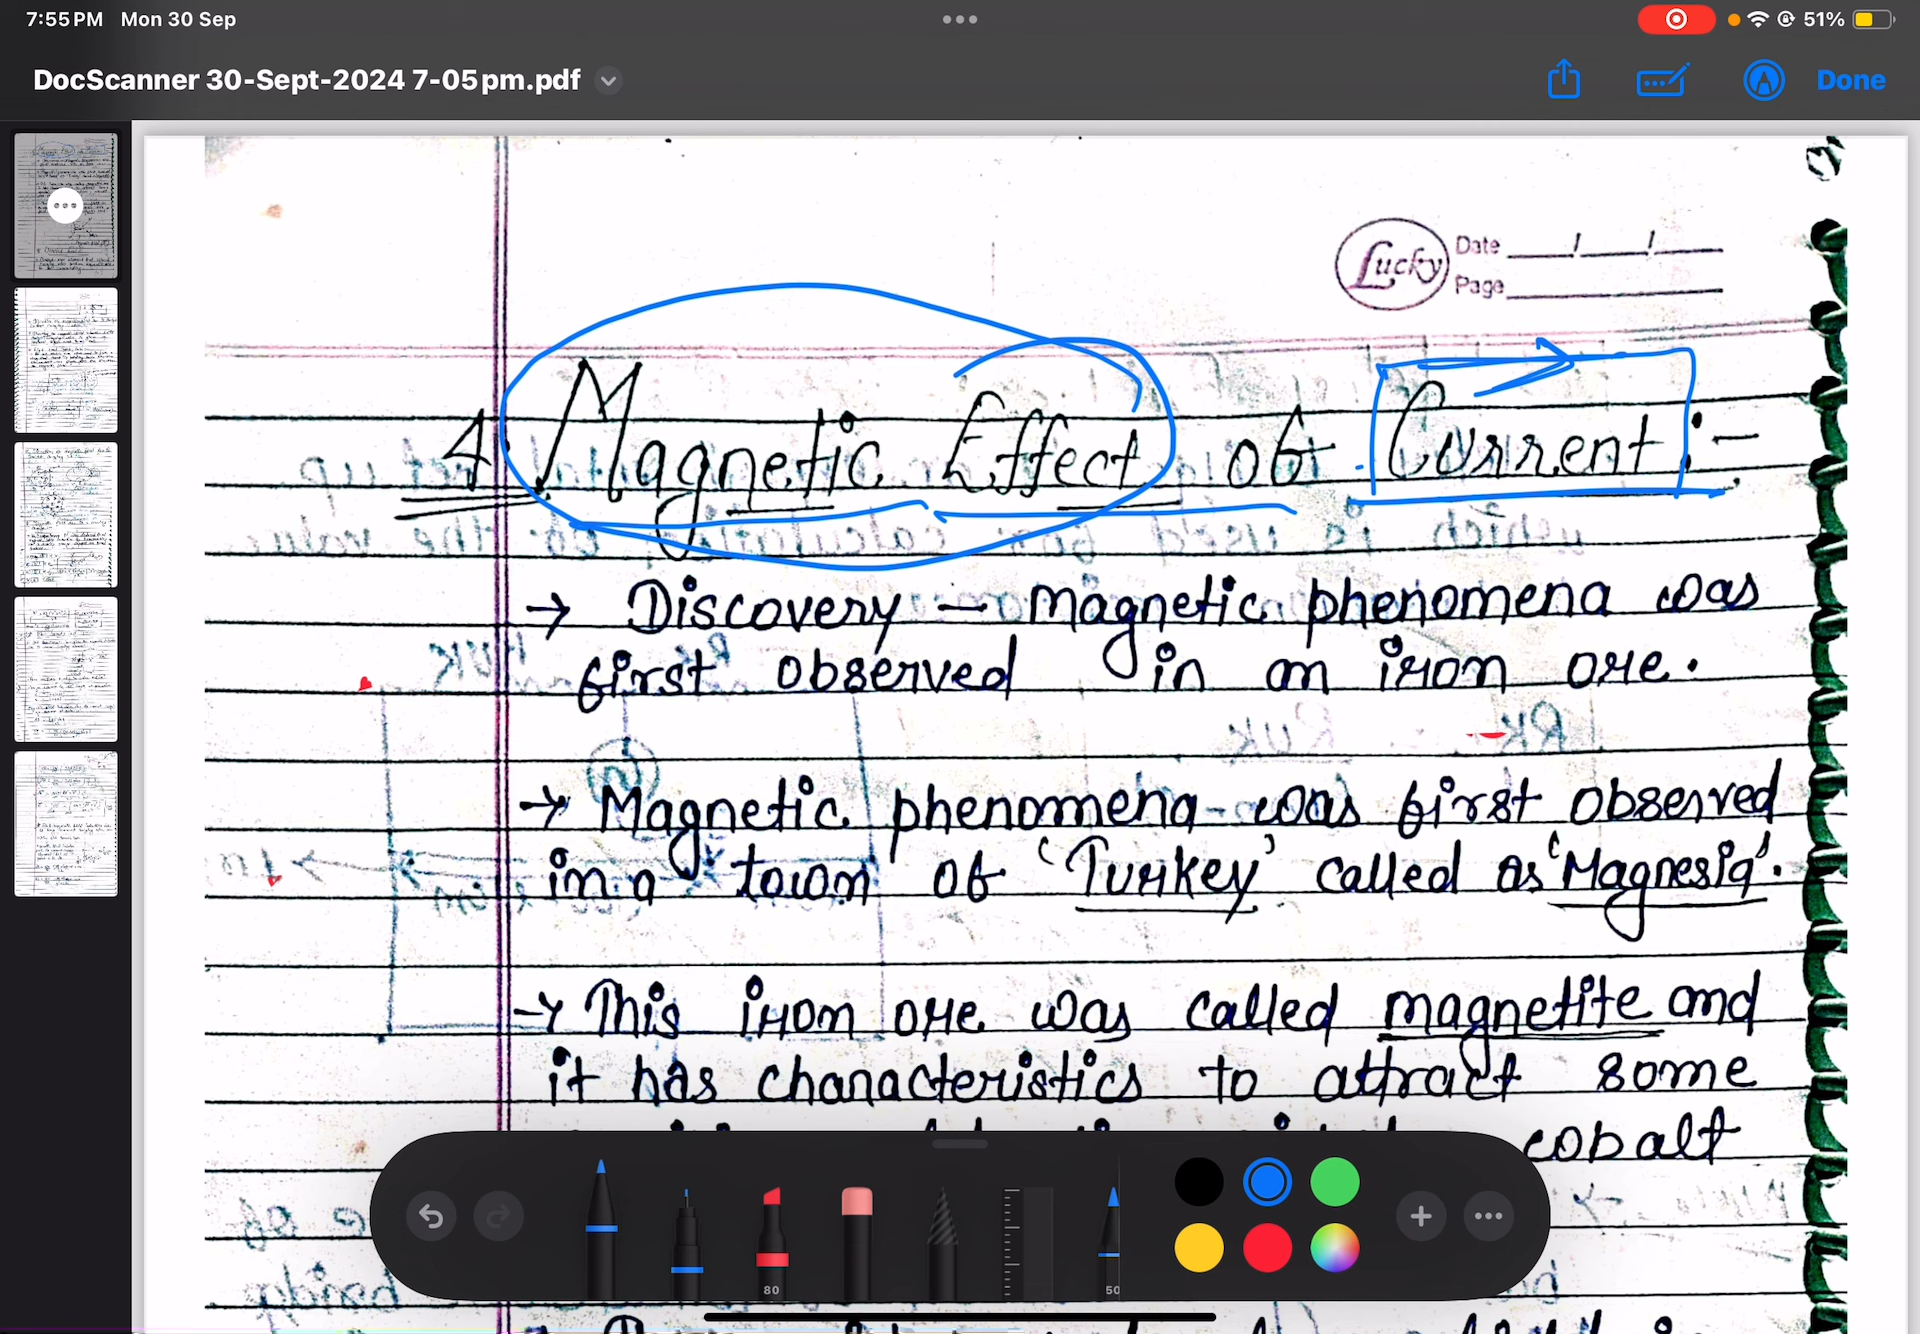 7:55 PM Mon 30 Sep
51%
DocScanner 30-Sept-2024 7-05 pm.pdf
Done
Lucky
Date / /
Page
4. Magnetic Effect of Current :-
→ Discovery - Magnetic phenomena was
first observed in an iron ore.
→ Magnetic phenomena was first observed
in a town of 'Turkey' called as 'Magnesia'.
→ This iron ore was called magnetite and
it has characteristics to attract some
cobalt
80
50